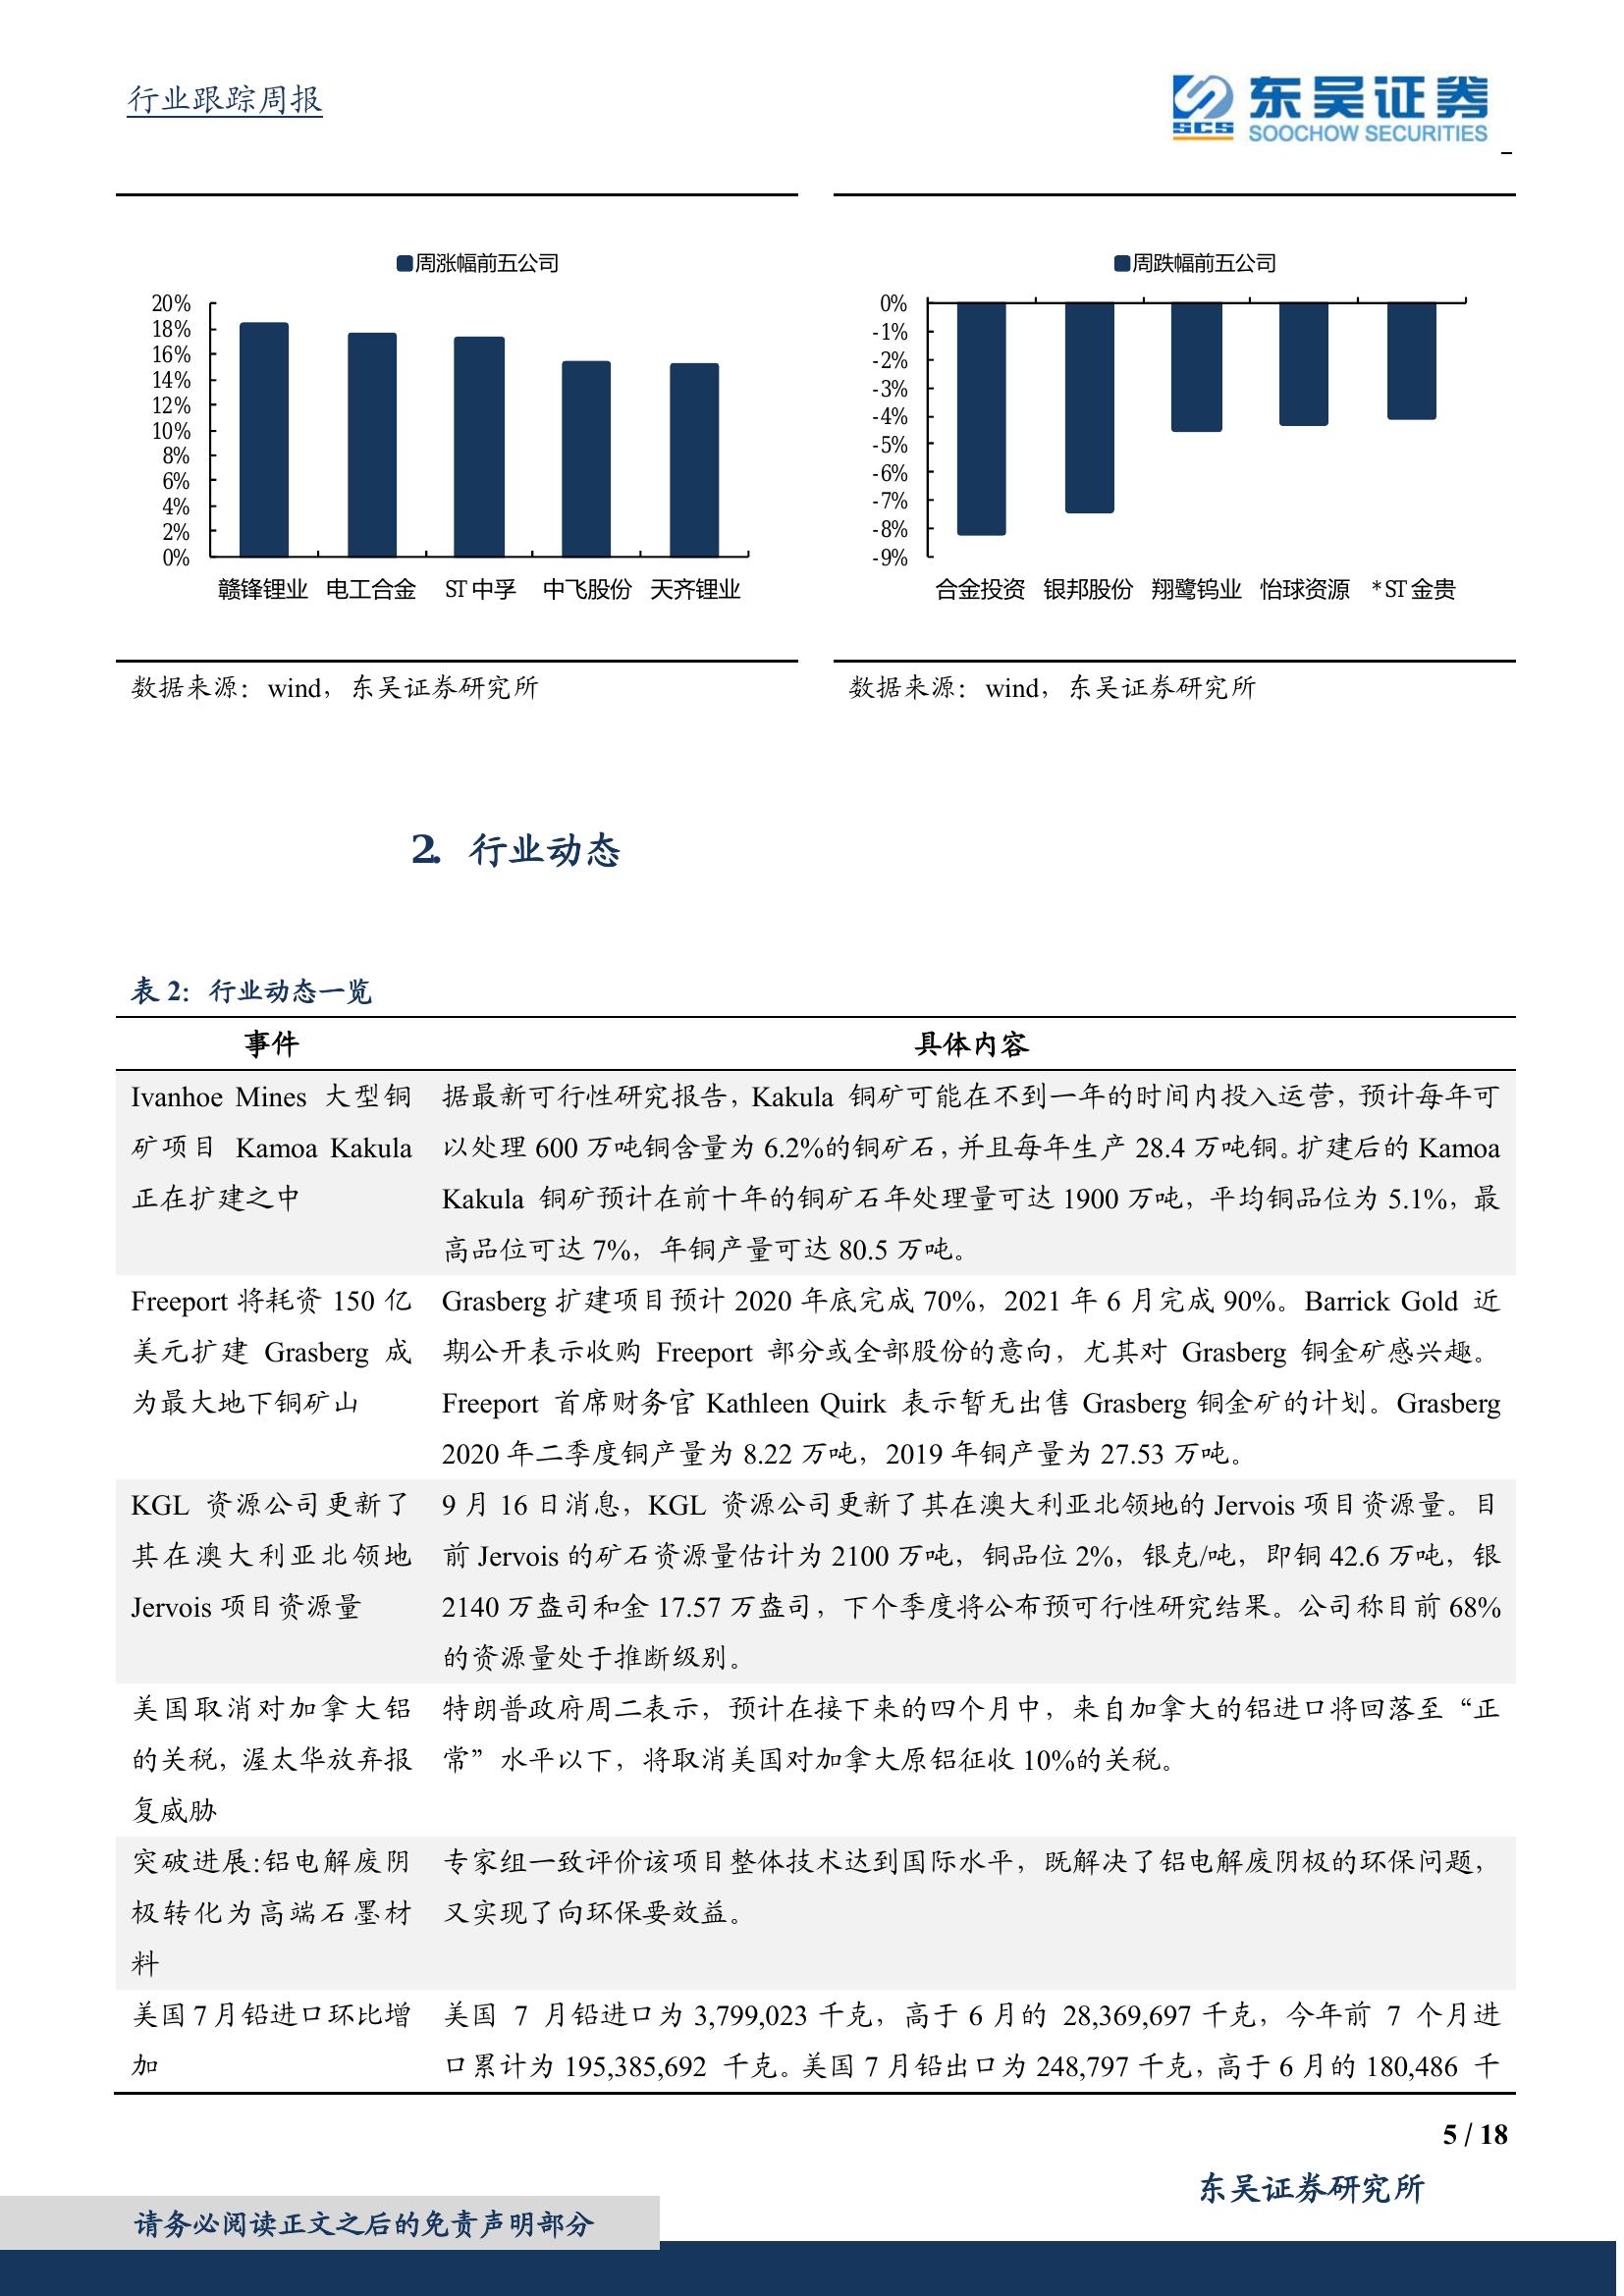 行业跟踪周报
SCS
东吴证券
SOOCHOW SECURITIES
周涨幅前五公司
20%
18%
16%
14%
12%
10%
8%
6%
4%
2%
0%
赣锋锂业 电工合金 ST中孚 中飞股份 天齐锂业
数据来源：wind，东吴证券研究所
周跌幅前五公司
0%
-1%
-2%
-3%
-4%
-5%
-6%
-7%
-8%
-9%
合金投资 银邦股份 翔鹭钨业 怡球资源 *ST金贵
数据来源：wind，东吴证券研究所
2. 行业动态
表 2：行业动态一览
事件 具体内容
Ivanhoe Mines 大型铜
矿项目 Kamoa Kakula
正在扩建之中
据最新可行性研究报告，Kakula 铜矿可能在不到一年的时间内投入运营，预计每年可
以处理 600 万吨铜含量为 6.2%的铜矿石，并且每年生产 28.4 万吨铜。扩建后的 Kamoa
Kakula 铜矿预计在前十年的铜矿石年处理量可达 1900 万吨，平均铜品位为 5.1%，最
高品位可达 7%，年铜产量可达 80.5 万吨。
Freeport 将耗资 150 亿
美元扩建 Grasberg 成
为最大地下铜矿山
Grasberg 扩建项目预计 2020 年底完成 70%，2021 年 6 月完成 90%。Barrick Gold 近
期公开表示收购 Freeport 部分或全部股份的意向，尤其对 Grasberg 铜金矿感兴趣。
Freeport 首席财务官 Kathleen Quirk 表示暂无出售 Grasberg 铜金矿的计划。Grasberg
2020 年二季度铜产量为 8.22 万吨，2019 年铜产量为 27.53 万吨。
KGL 资源公司更新了
其在澳大利亚北领地
Jervois 项目资源量
9 月 16 日消息，KGL 资源公司更新了其在澳大利亚北领地的 Jervois 项目资源量。目
前 Jervois 的矿石资源量估计为 2100 万吨，铜品位 2%，银克/吨，即铜 42.6 万吨，银
2140 万盎司和金 17.57 万盎司，下个季度将公布预可行性研究结果。公司称目前 68%
的资源量处于推断级别。
美国取消对加拿大铝
的关税，渥太华放弃报
复威胁
特朗普政府周二表示，预计在接下来的四个月中，来自加拿大的铝进口将回落至“正
常”水平以下，将取消美国对加拿大原铝征收 10%的关税。
突破进展:铝电解废阴
极转化为高端石墨材
料
专家组一致评价该项目整体技术达到国际水平，既解决了铝电解废阴极的环保问题，
又实现了向环保要效益。
美国 7 月铅进口环比增
加
美国 7 月铅进口为 3,799,023 千克，高于 6 月的 28,369,697 千克，今年前 7 个月进
口累计为 195,385,692 千克。美国 7 月铅出口为 248,797 千克，高于 6 月的 180,486 千
5 / 18
东吴证券研究所
请务必阅读正文之后的免责声明部分